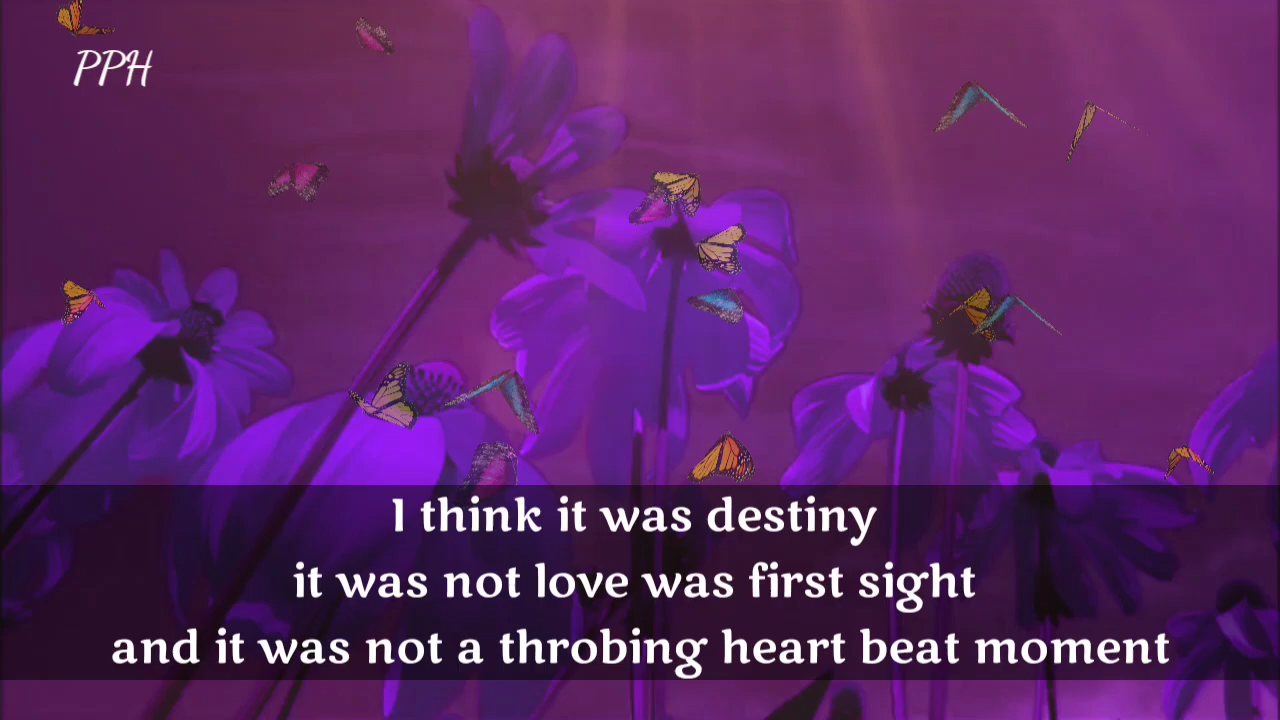 PPH
I think it was destiny
it was not love was first sight
and it was not a throbing heart beat moment